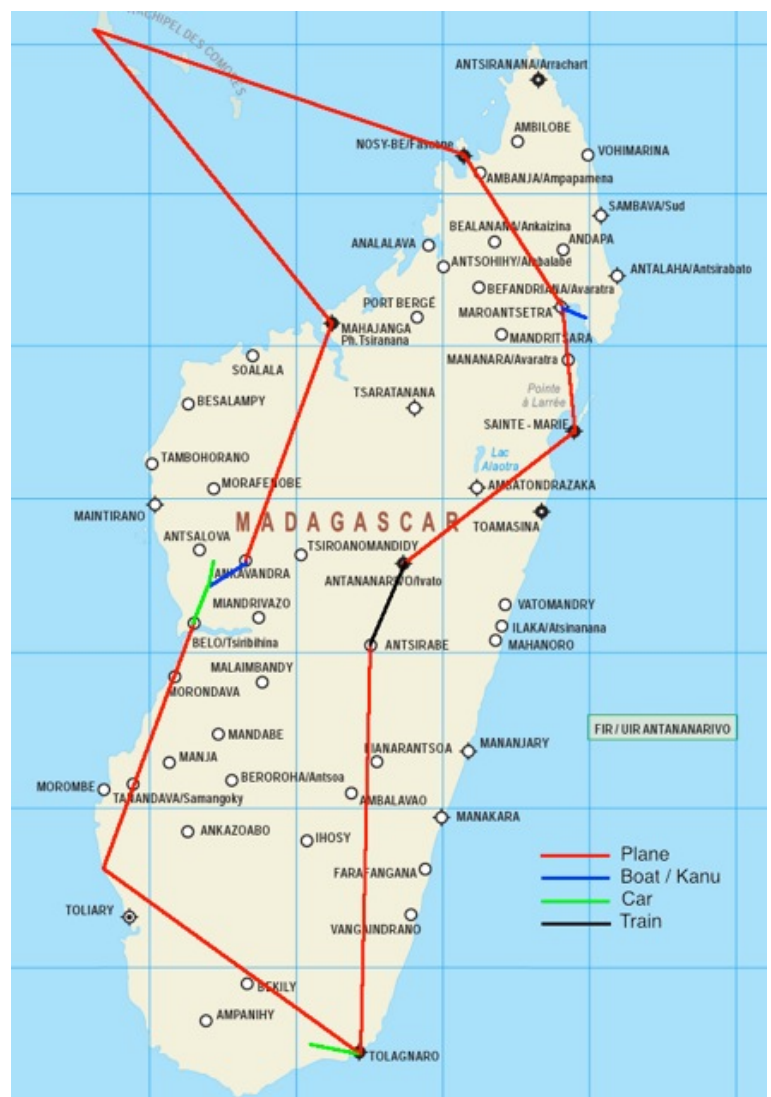 ARCHIPEL DES COMORES
ANTSIRANANA/Arrachart
AMBILOBE
NOSY-BE/Fascene
VOHIMARINA
AMBANJA/Ampapamena
SAMBAVA/Sud
BEALANANA/Ankaizina
ANALALAVA
ANDAPA
ANTSOHIHY/Ambalabe
ANTALAHA/Antsirabato
BEFANDRIANA/Avaratra
PORT BERGÉ
MAROANTSETRA
MAHAJANGA
Ph.Tsiranana
MANDRITSARA
MANANARA/Avaratra
SOALALA
TSARATANANA
Pointe
à Larrée
BESALAMPY
SAINTE - MARIE
Lac
Alaotra
TAMBOHORANO
MORAFENOBE
AMBATONDRAZAKA
MAINTIRANO
MADAGASCAR
TOAMASINA
ANTSALOVA
TSIROANOMANDIDY
ANKAVANDRA
ANTANANARIVO/Ivato
MIANDRIVAZO
VATOMANDRY
ILAKA/Atsinanana
BELO/Tsiribihina
ANTSIRABE
MAHANORO
MALAIMBANDY
MORONDAVA
FIR / UIR ANTANANARIVO
MANDABE
FIANARANTSOA
MANANJARY
MANJA
BEROROHA/Antsoa
MOROMBE
TANANDAVA/Samangoky
AMBALAVAO
MANAKARA
ANKAZOABO
IHOSY
Plane
FARAFANGANA
Boat / Kanu
Car
TOLIARY
Train
VANGAINDRANO
BEKILY
AMPANIHY
TOLAGNARO